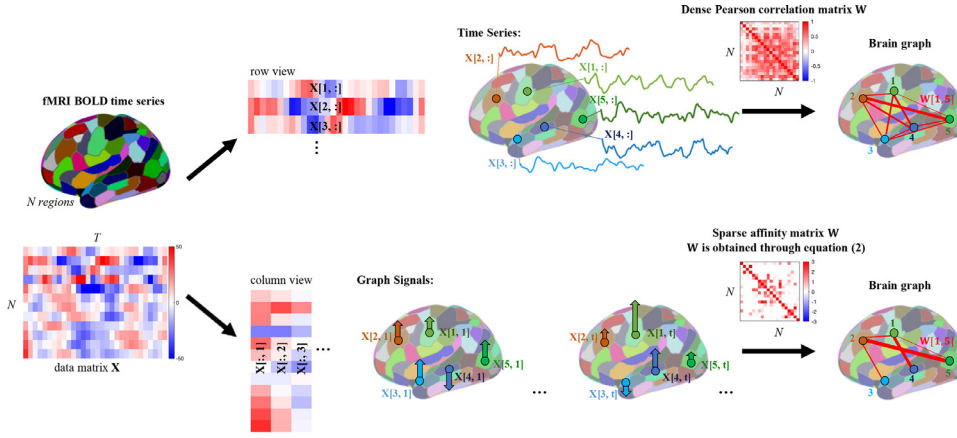 Dense Pearson correlation matrix W
1
0.5
0
-0.5
-1
N
N
Brain graph
1
2
3
4
5
W[1,5]
Time Series:
X[2, :]
X[1, :]
X[5, :]
X[4, :]
X[3, :]
row view
X[1, :]
X[2, :]
X[3, :]
fMRI BOLD time series
N regions
T
N
50
0
-50
data matrix X
column view
X[:, 1]
X[:, 2]
X[:, 3]
...
Graph Signals:
X[2, 1]
X[1, 1]
X[5, 1]
X[4, 1]
X[3, 1]
...
X[2, t]
X[1, t]
X[5, t]
X[4, t]
X[3, t]
...
Sparse affinity matrix W
W is obtained through equation (2)
3
2
1
0
-1
-2
-3
N
N
Brain graph
1
2
3
4
5
W[1,5]